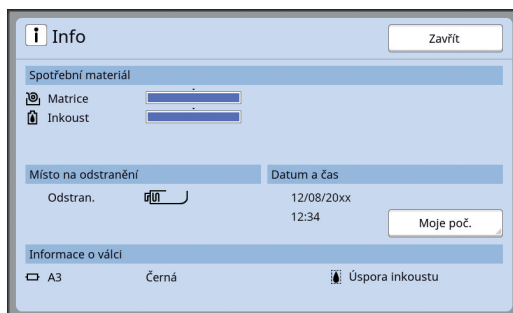 i Info
Zavřít
Spotřební materiál
Matrice
Inkoust
Místo na odstranění
Datum a čas
Odstran.
12/08/20xx
12:34
Moje poč.
Informace o válci
A3 Černá Úspora inkoustu